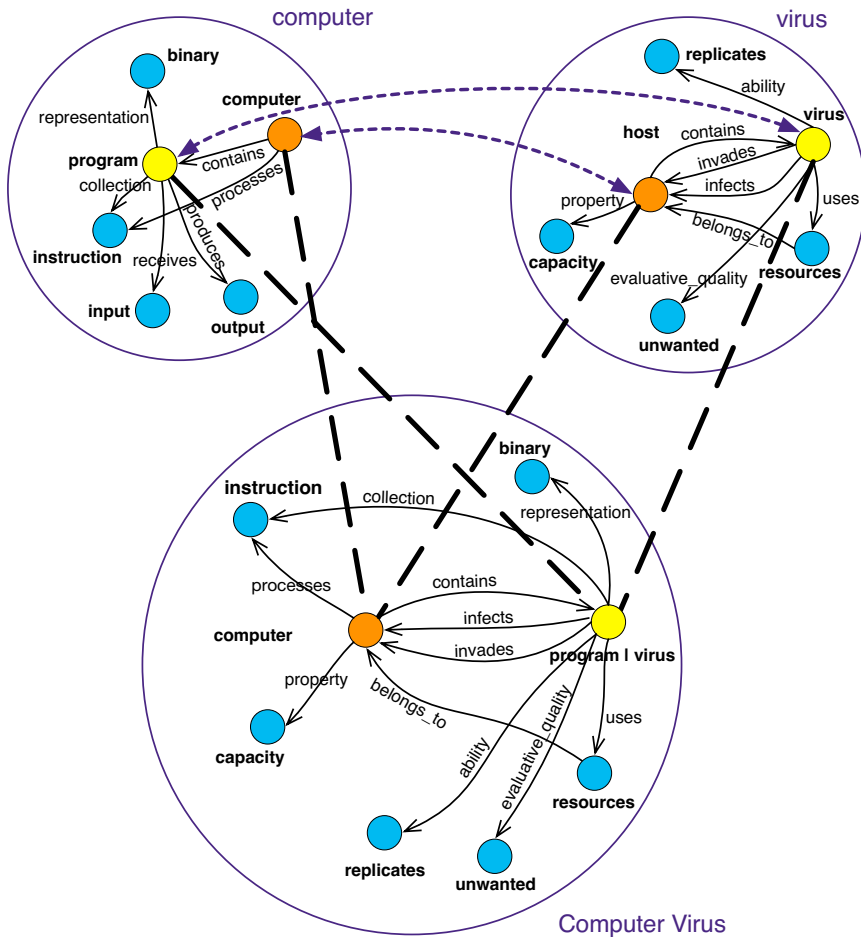 computer
binary
computer
representation
program
contains
collection
processes
produces
instruction
receives
input
output
virus
replicates
ability
virus
host
contains
invades
infects
property
uses
belongs_to
capacity
resources
evaluative_quality
unwanted
binary
instruction
collection
representation
processes
contains
infects
computer
invades
program | virus
property
belongs_to
uses
capacity
ability
evaluative_quality
resources
replicates
unwanted
Computer Virus